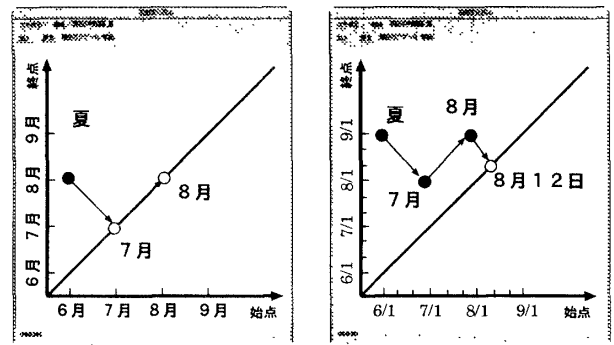 終点
夏
9月
8月
8月
7月
7月
6月
6月 7月 8月 9月 始点
終点
8月
夏
9/1
8/1
8月12日
7月
7/1
6/1
6/1 7/1 8/1 9/1 始点